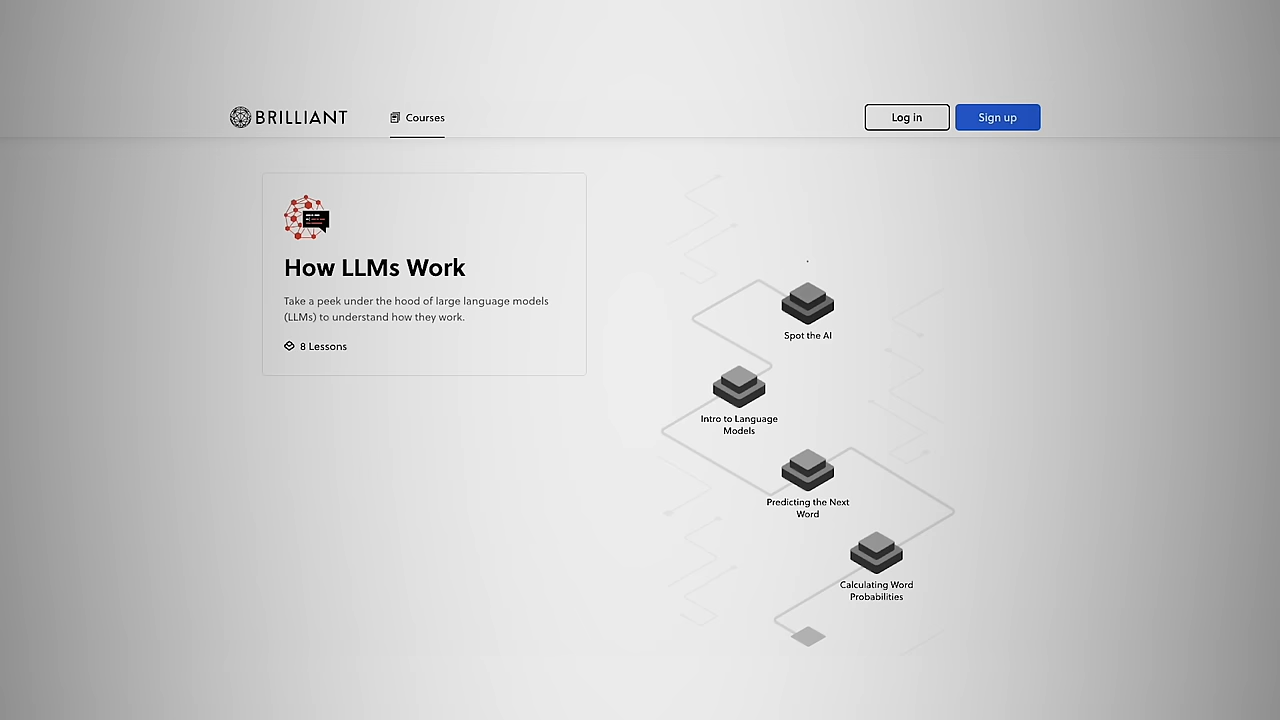 BRILLIANT
Courses
Log in
Sign up
How LLMs Work
Take a peek under the hood of large language models
(LLMs) to understand how they work.
8 Lessons
Spot the AI
Intro to Language
Models
Predicting the Next
Word
Calculating Word
Probabilities